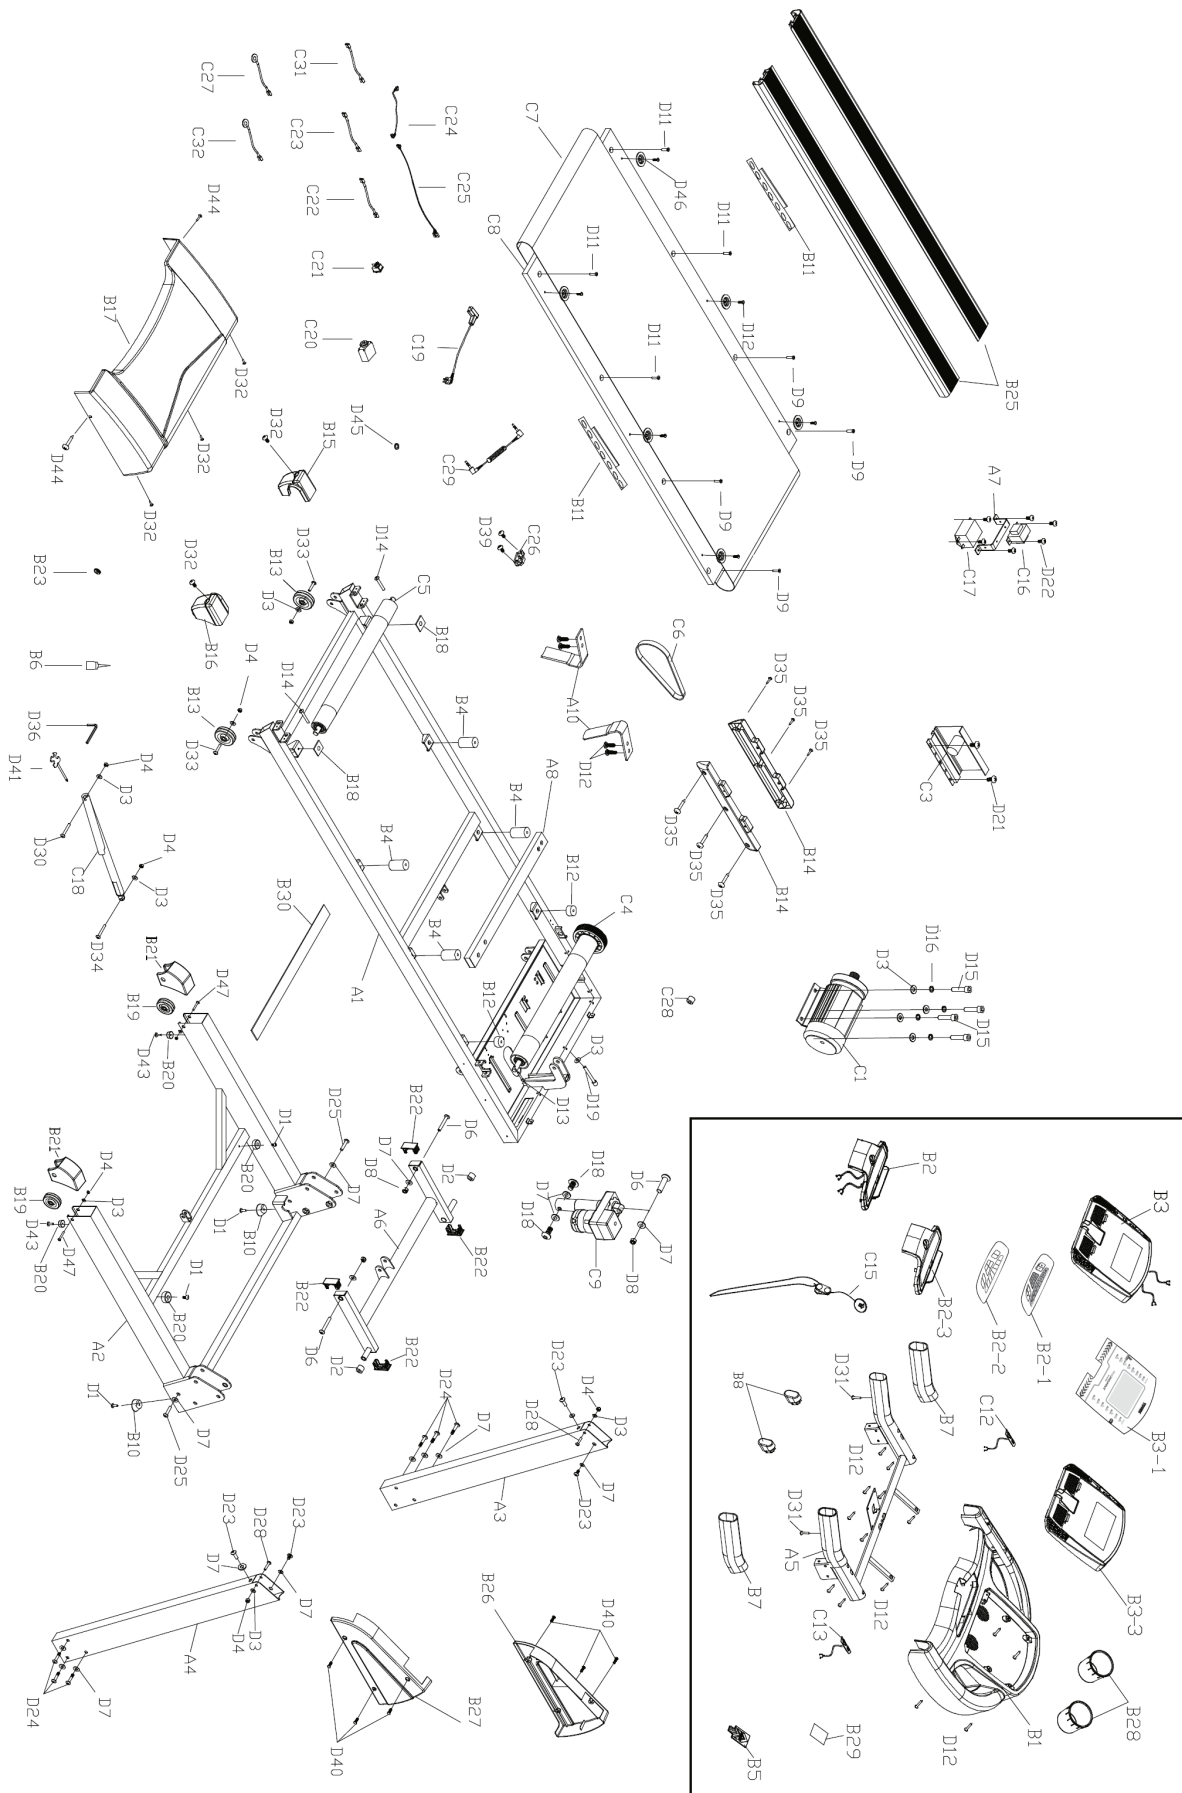 C27
C31
C24
C7
D11
C32
C23
C25
D46
D44
C22
C8
D11
D11
B11
B17
C21
D11
D12
C20
C19
D9
B25
D32
D32
D45
B15
C29
B11
D9
D9
A7
D44
D32
D39
C26
D9
C17
C16
D22
B23
D32
D33
B13
D14
C5
D3
B18
C6
D35
B16
D4
D14
A10
D35
B6
B13
B4
D35
D36
D33
B18
D12
A8
C3
D21
D41
D4
D3
B4
D35
B14
D30
B4
D35
C18
D4
D3
B12
D35
B14
B30
C4
D34
B4
D16
D15
B21
A1
D3
D47
B12
C28
D15
B19
D43
B20
D3
C1
D25
D13
D19
D1
B22
D6
B21
D4
D7
D8
D2
D18
D6
B20
D7
B19
D3
D1
B10
A6
B22
D18
C9
D8
D7
D43
B20
D47
D1
B22
B20
D6
D2
B22
A2
D1
D23
D4
B10
D7
D24
D28
D3
D25
D7
A3
D7
D23
D23
D28
D23
D7
D7
D3
D4
B26
D40
A4
D24
D7
B27
D40
B2
B3
C15
B2-3
B2-2
B2-1
D31
B8
B7
C12
B3-1
D12
D31
A5
B7
D12
B3-3
C13
B28
B1
B29
D12
B5